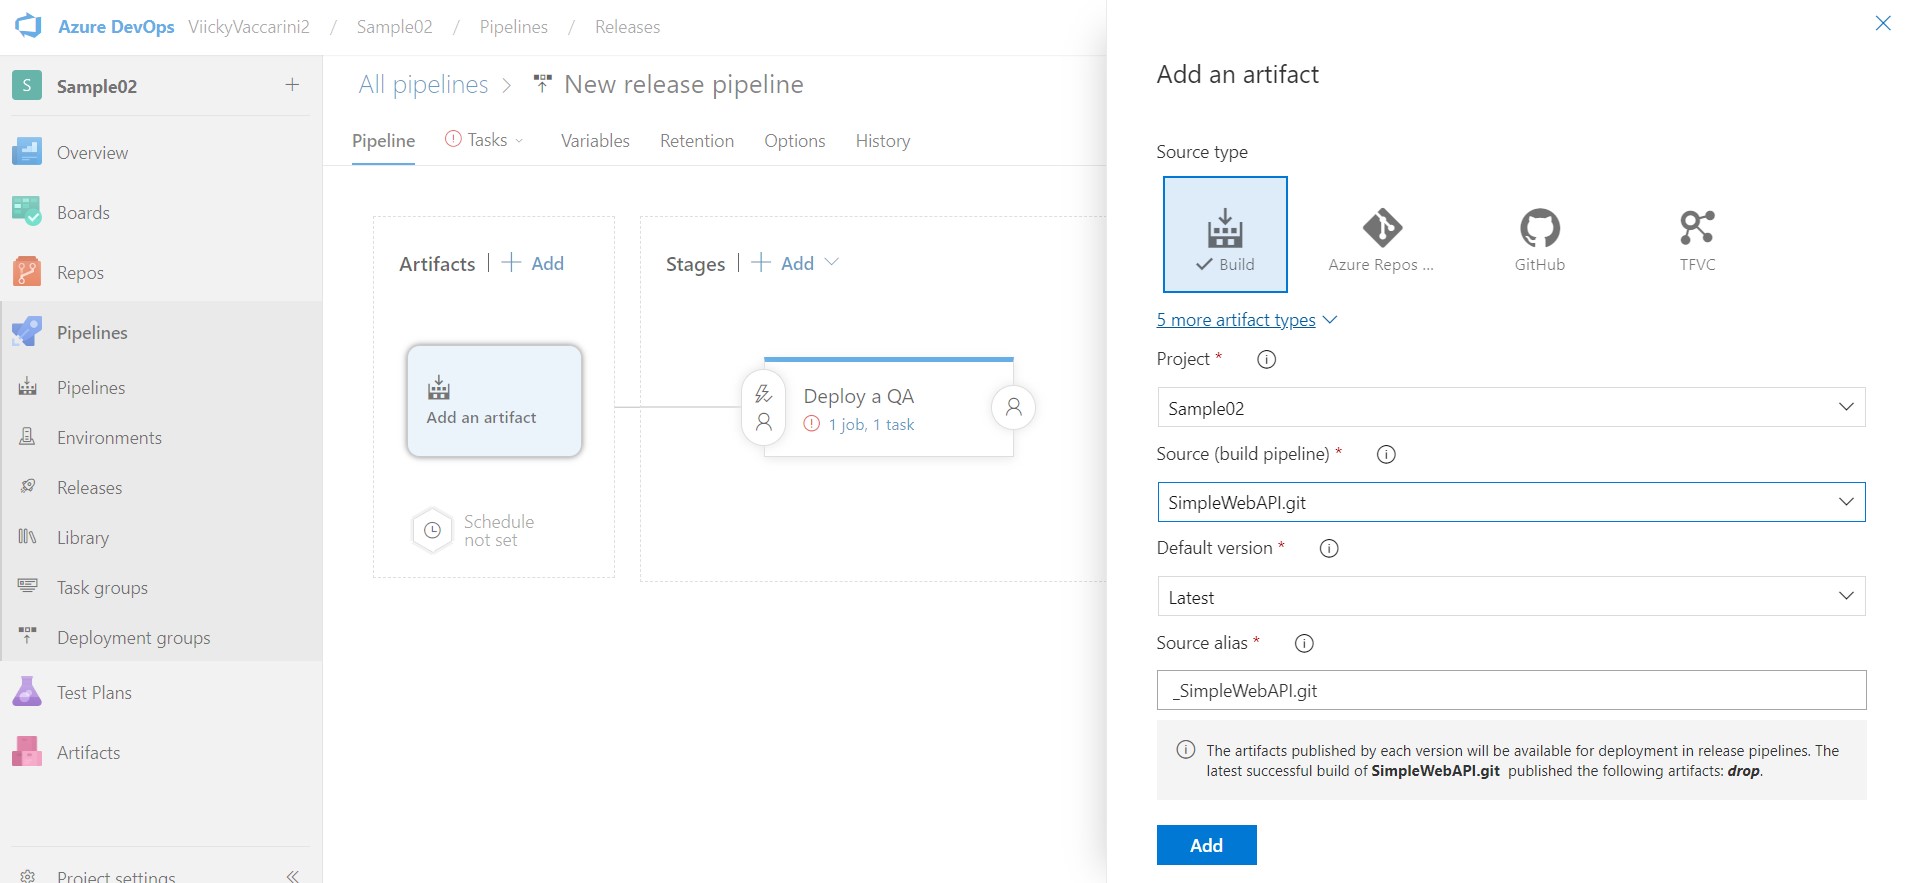 Azure DevOps ViickyVaccarini2 / Sample02 / Pipelines / Releases
S Sample02 +
Overview
Boards
Repos
Pipelines
Pipelines
Environments
Releases
Library
Task groups
Deployment groups
Test Plans
Artifacts
Project settings
All pipelines > New release pipeline
Pipeline Tasks Variables Retention Options History
Artifacts | + Add
Add an artifact
Schedule
not set
Stages | + Add
Deploy a QA
1 job, 1 task
Add an artifact
Source type
Build Azure Repos ... GitHub TFVC
5 more artifact types
Project *
Sample02
Source (build pipeline) *
SimpleWebAPI.git
Default version *
Latest
Source alias *
_SimpleWebAPI.git
The artifacts published by each version will be available for deployment in release pipelines. The
latest successful build of SimpleWebAPI.git published the following artifacts: drop.
Add